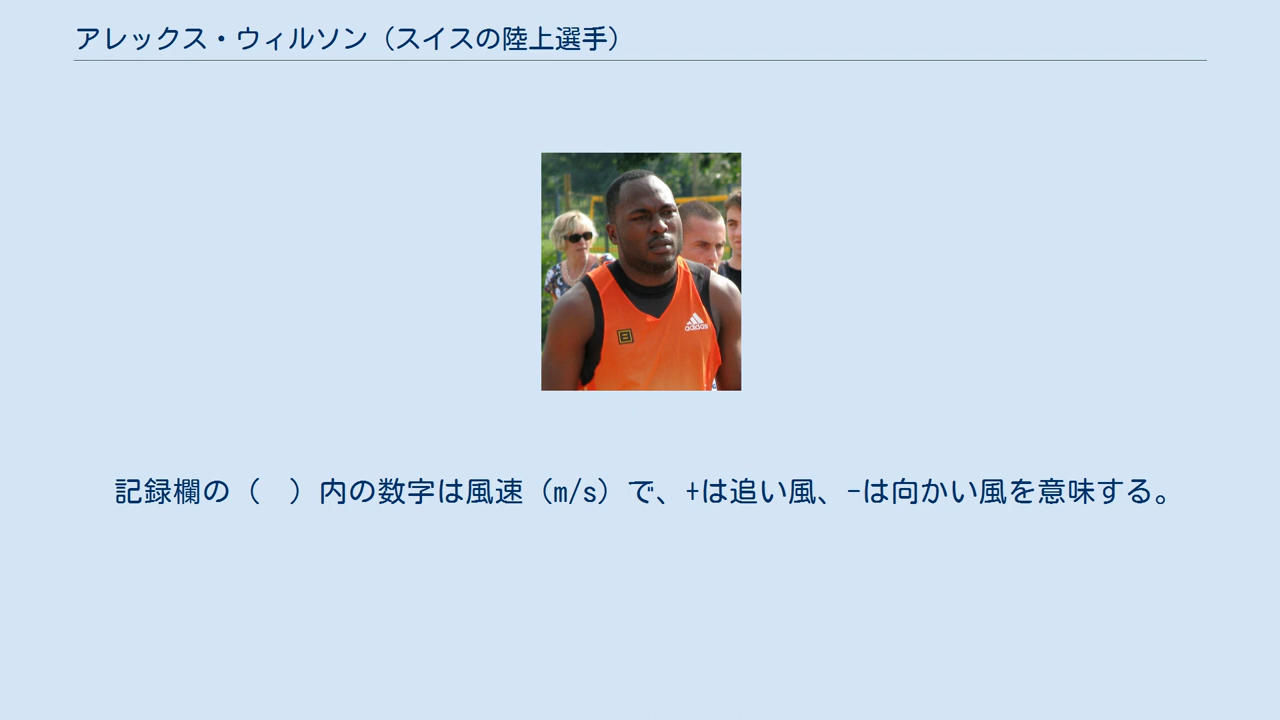 アレックス・ウィルソン（スイスの陸上選手）
adidas
記録欄の（　）内の数字は風速（m/s）で、+は追い風、-は向かい風を意味する。